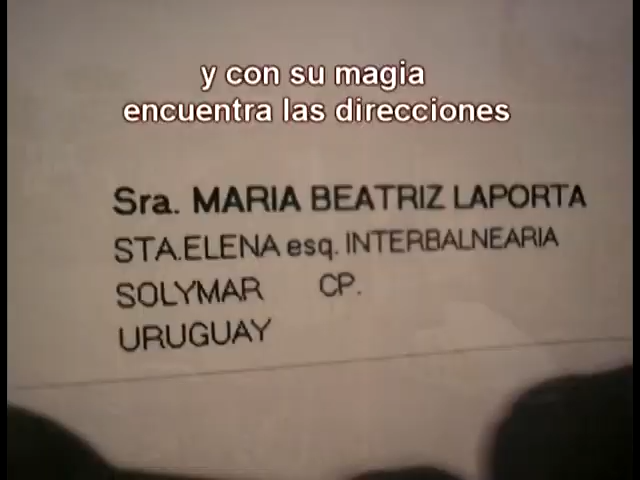 y con su magia
encuentra las direcciones
Sra. MARIA BEATRIZ LAPORTA
STA.ELENA esq. INTERBALNEARIA
SOLYMAR CP.
URUGUAY